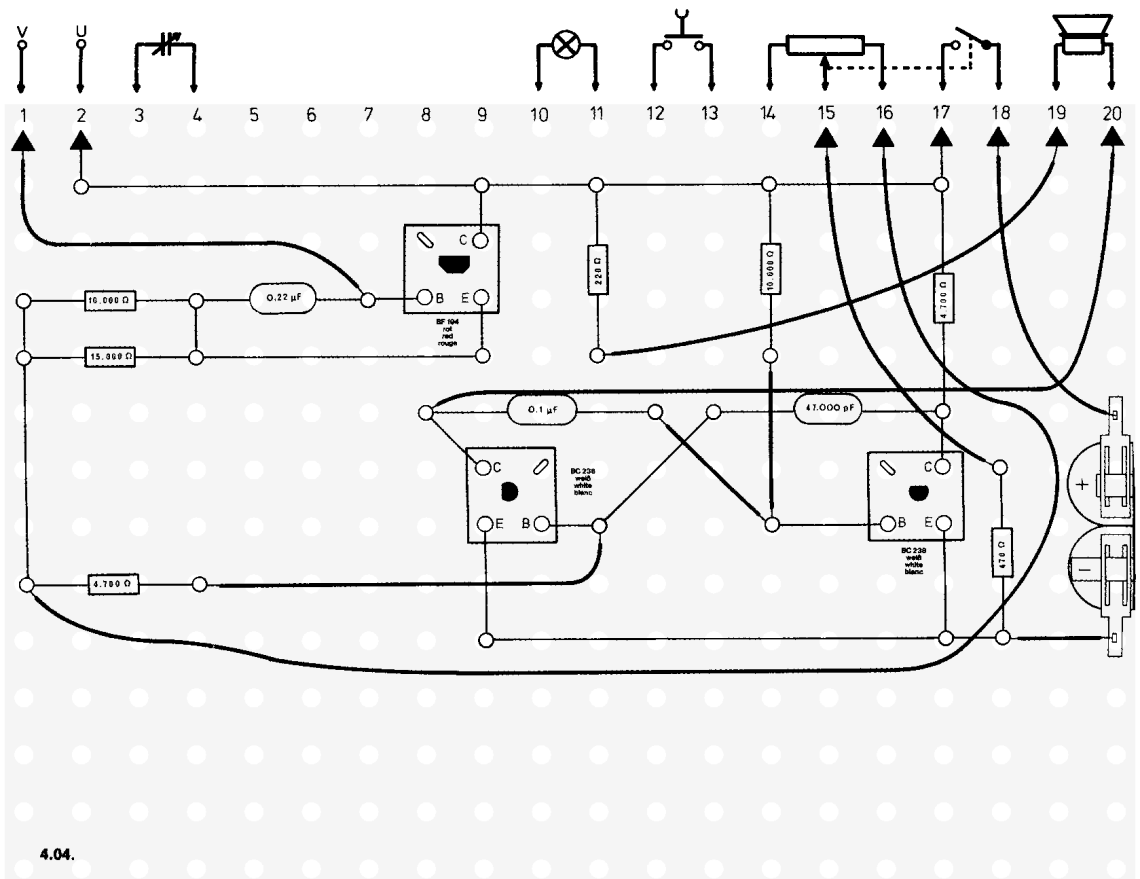 V U
1 2 3 4 5 6 7 8 9 10 11 12 13 14 15 16 17 18 19 20
C
B E
BF 194
rot
red
rouge
10.000 Ω
0.22 µF
220 Ω
10.000 Ω
4.700 Ω
15.000 Ω
0.1 µF
47.000 pF
C
E B
BC 238
weiß
white
blanc
C
B E
BC 238
weiß
white
blanc
470 Ω
+
−
4.700 Ω
4.04.